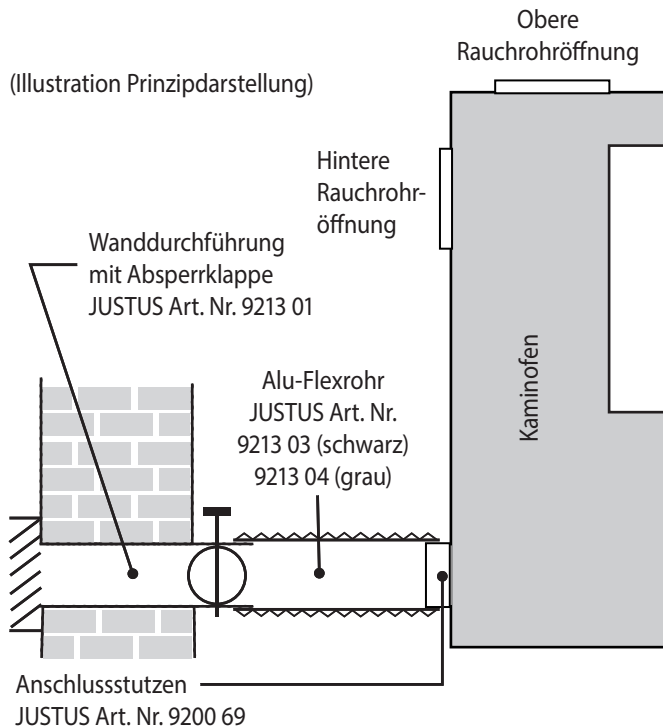 Obere
Rauchrohröffnung
(Illustration Prinzipdarstellung)
Hintere
Rauchrohr-
öffnung
Wanddurchführung
mit Absperrklappe
JUSTUS Art. Nr. 9213 01
Alu-Flexrohr
JUSTUS Art. Nr.
9213 03 (schwarz)
9213 04 (grau)
Kaminofen
Anschlussstutzen
JUSTUS Art. Nr. 9200 69